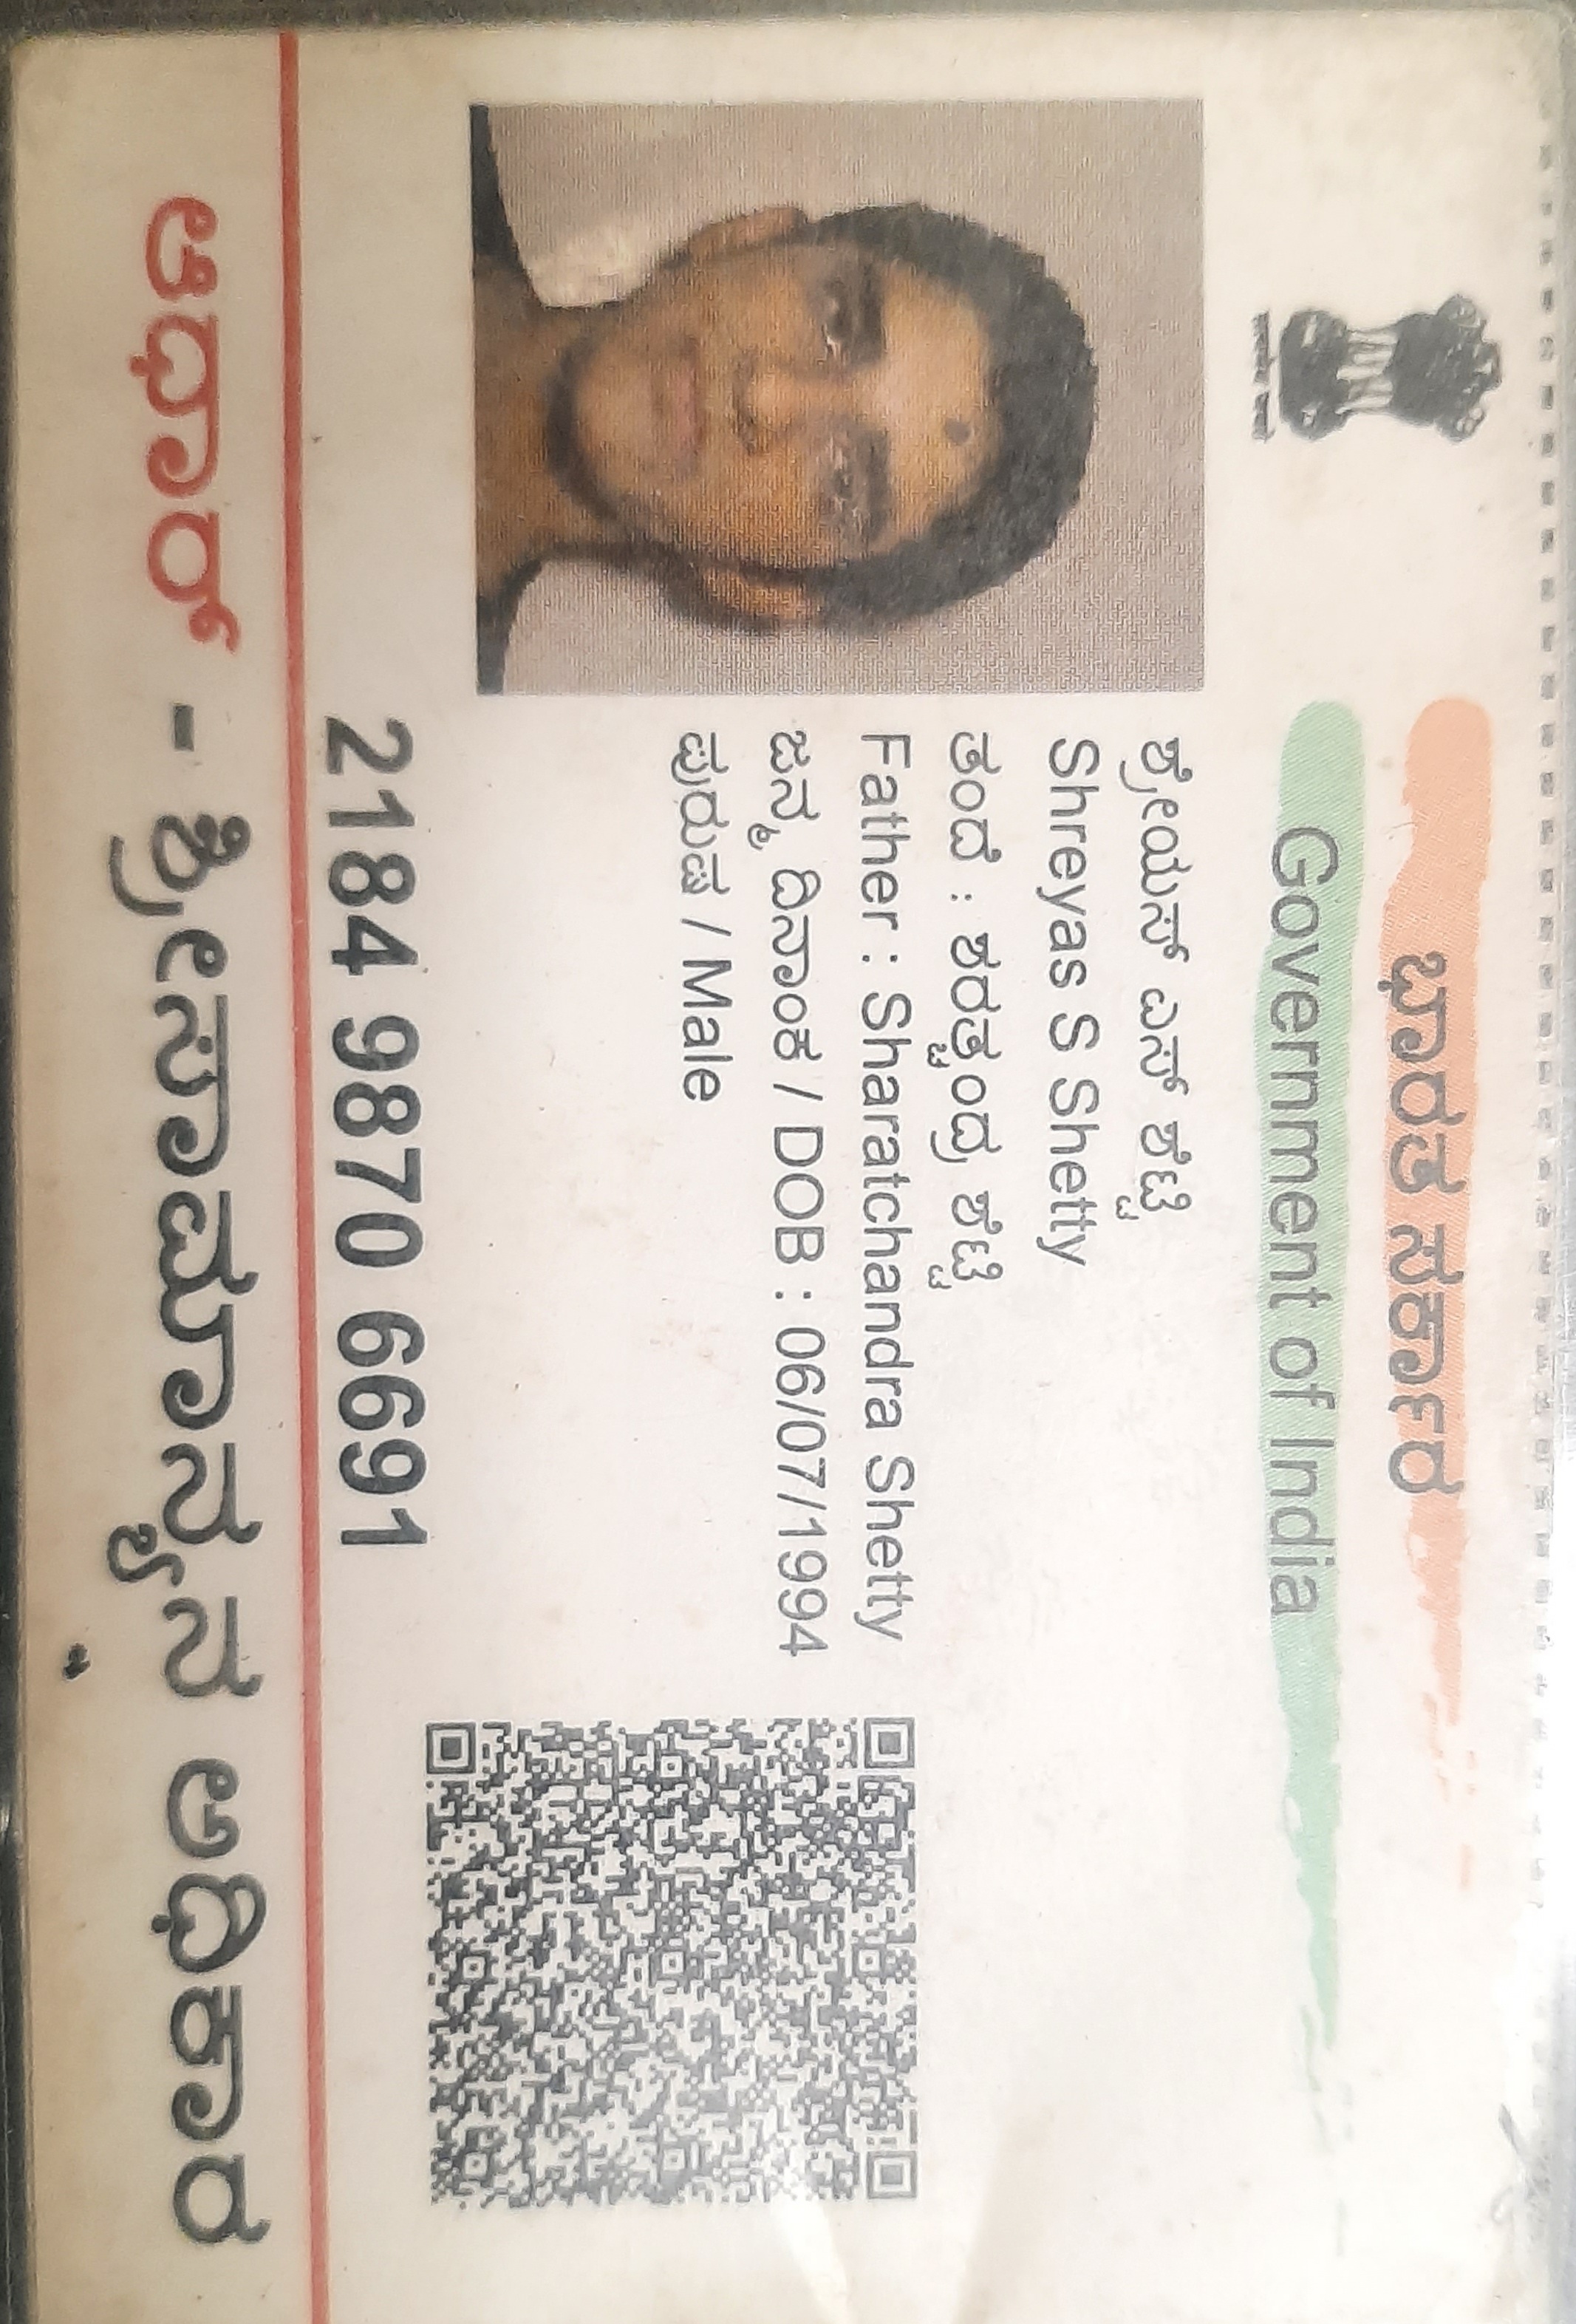 ಭಾರತ ಸರ್ಕಾರ
Government of India
ಶ್ರೇಯಸ್ ಎಸ್ ಶೆಟ್ಟಿ
Shreyas S Shetty
ತಂದೆ : ಶರತ್ಚಂದ್ರ ಶೆಟ್ಟಿ
Father : Sharatchandra Shetty
ಜನ್ಮ ದಿನಾಂಕ / DOB : 06/07/1994
ಪುರುಷ / Male
2184 9870 6691
ಆಧಾರ್ - ಶ್ರೀಸಾಮಾನ್ಯನ ಅಧಿಕಾರ